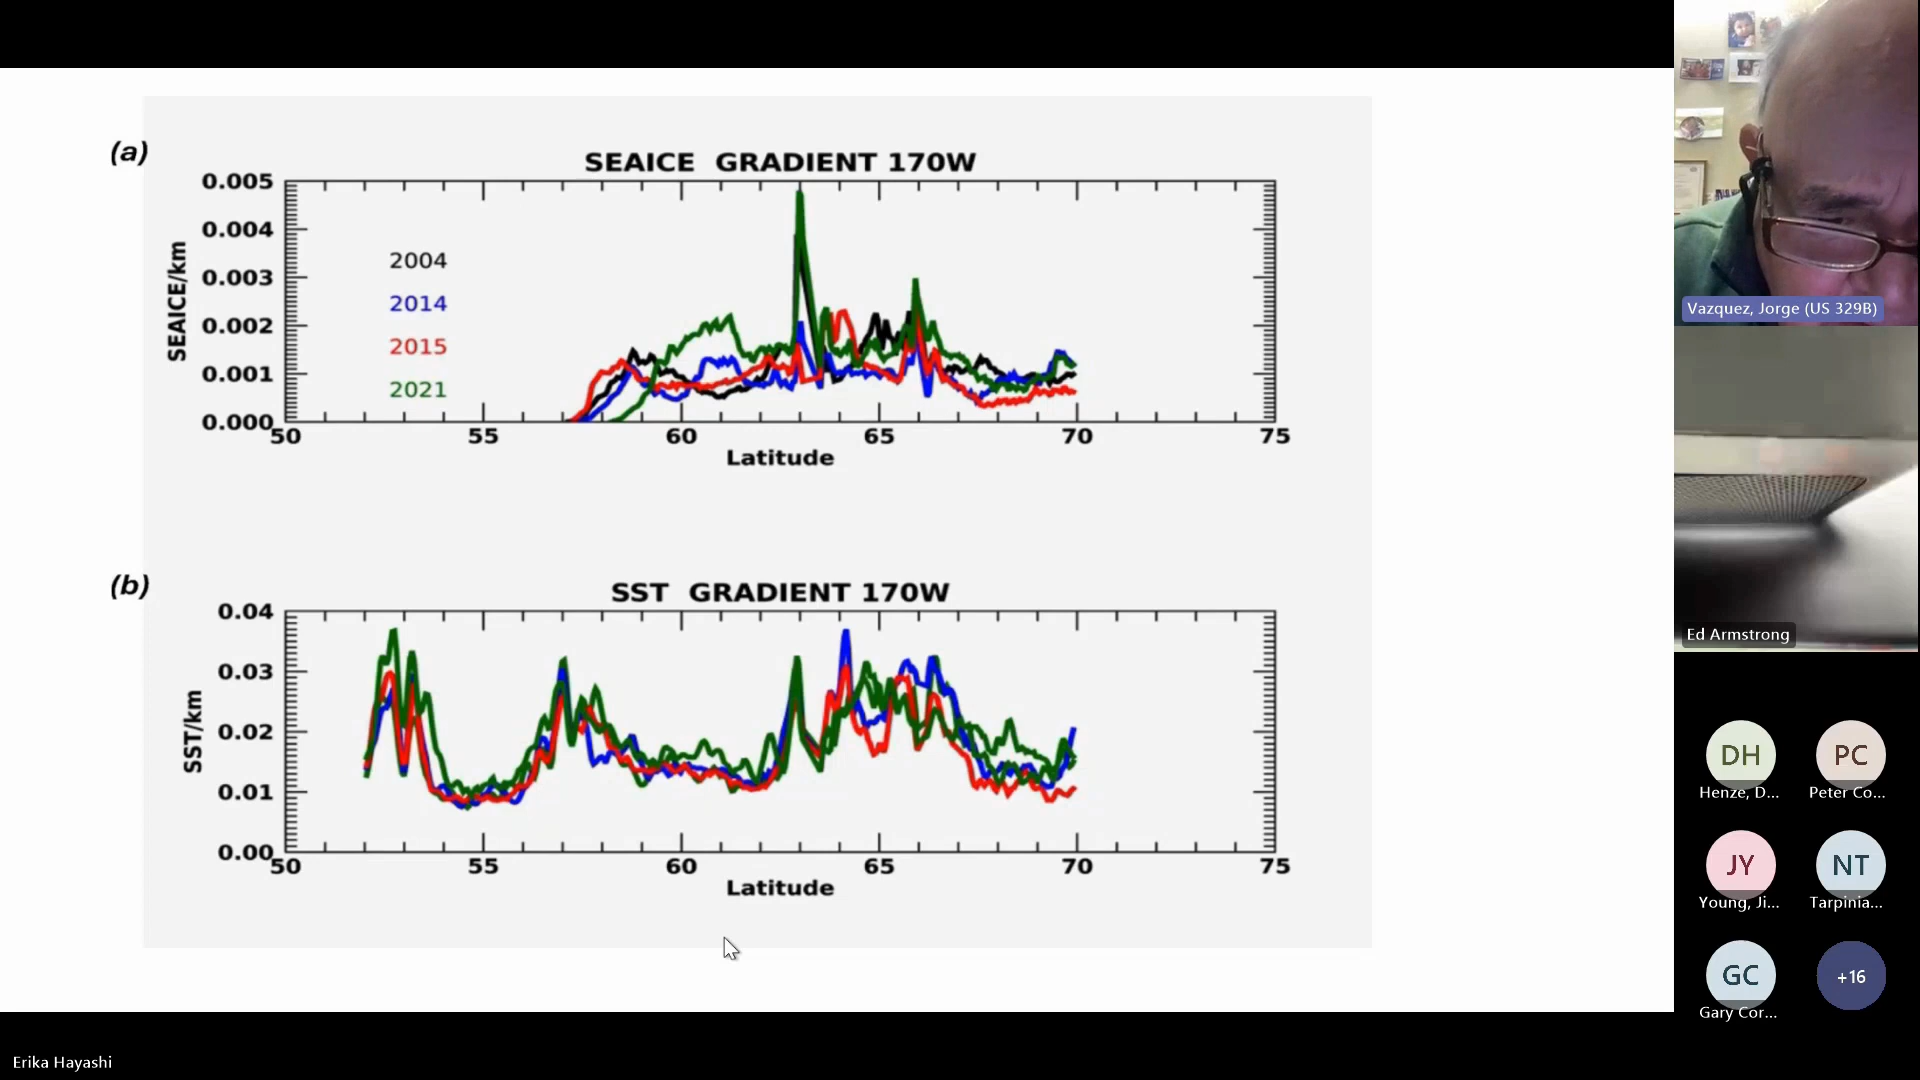 (a)
SEAICE GRADIENT 170W
0.005
0.004
0.003
0.002
0.001
0.000
SEAICE/km
2004
2014
2015
2021
50 55 60 65 70 75
Latitude
(b)
SST GRADIENT 170W
0.04
0.03
0.02
0.01
0.00
SST/km
50 55 60 65 70 75
Latitude
Erika Hayashi
Vazquez, Jorge (US 329B)
Ed Armstrong
DH PC
Henze, D... Peter Co...
JY NT
Young, Ji... Tarpinia...
GC +16
Gary Cor...